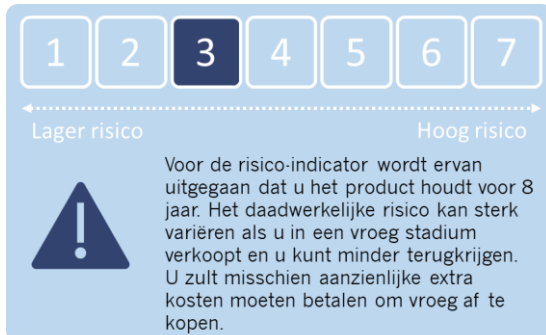 1 2 3 4 5 6 7
Lager risico Hoog risico
Voor de risico-indicator wordt ervan
uitgegaan dat u het product houdt voor 8
jaar. Het daadwerkelijke risico kan sterk
variëren als u in een vroeg stadium
verkoopt en u kunt minder terugkrijgen.
U zult misschien aanzienlijke extra
kosten moeten betalen om vroeg af te
kopen.